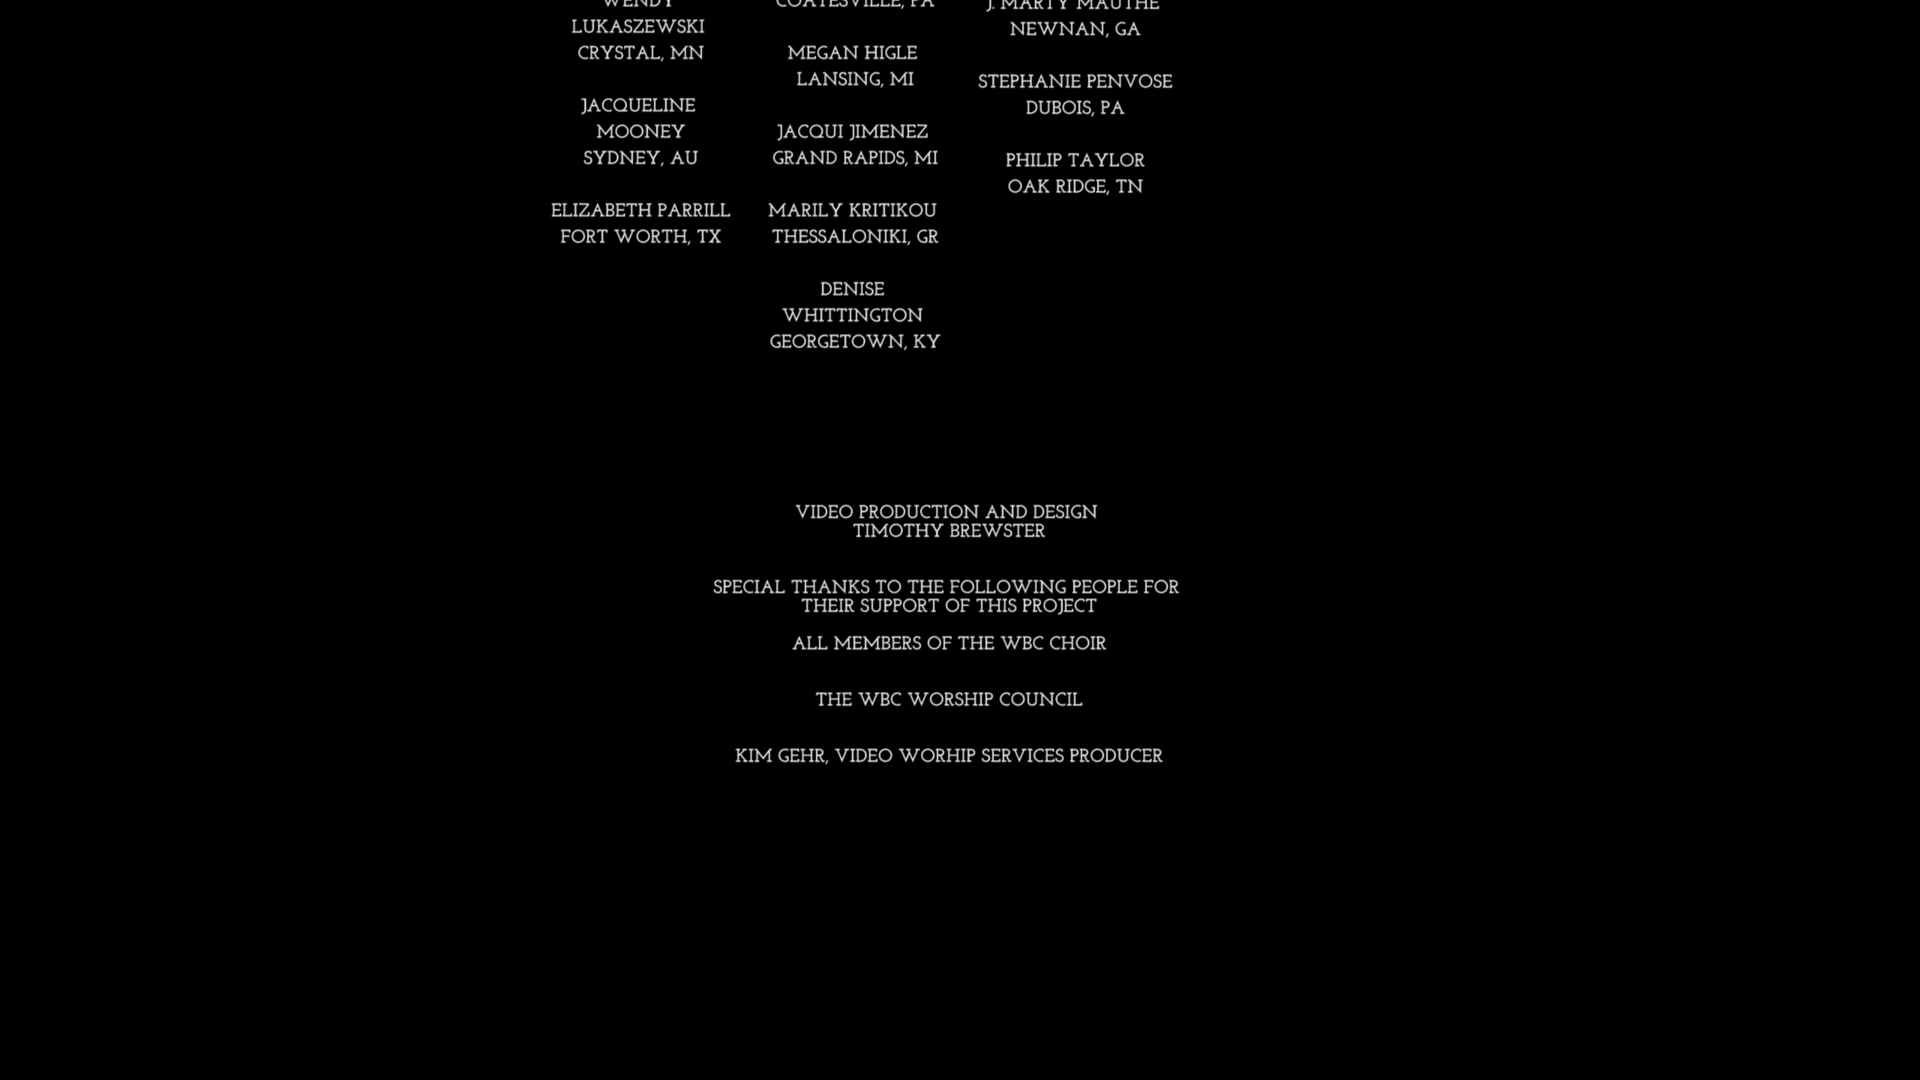 WENDY
LUKASZEWSKI
CRYSTAL, MN
JACQUELINE
MOONEY
SYDNEY, AU
ELIZABETH PARRILL
FORT WORTH, TX
COATESVILLE, PA
MEGAN HIGLE
LANSING, MI
JACQUI JIMENEZ
GRAND RAPIDS, MI
MARILY KRITIKOU
THESSALONIKI, GR
DENISE
WHITTINGTON
GEORGETOWN, KY
J. MARTY MAUTHE
NEWNAN, GA
STEPHANIE PENVOSE
DUBOIS, PA
PHILIP TAYLOR
OAK RIDGE, TN
VIDEO PRODUCTION AND DESIGN
TIMOTHY BREWSTER
SPECIAL THANKS TO THE FOLLOWING PEOPLE FOR
THEIR SUPPORT OF THIS PROJECT
ALL MEMBERS OF THE WBC CHOIR
THE WBC WORSHIP COUNCIL
KIM GEHR, VIDEO WORHIP SERVICES PRODUCER